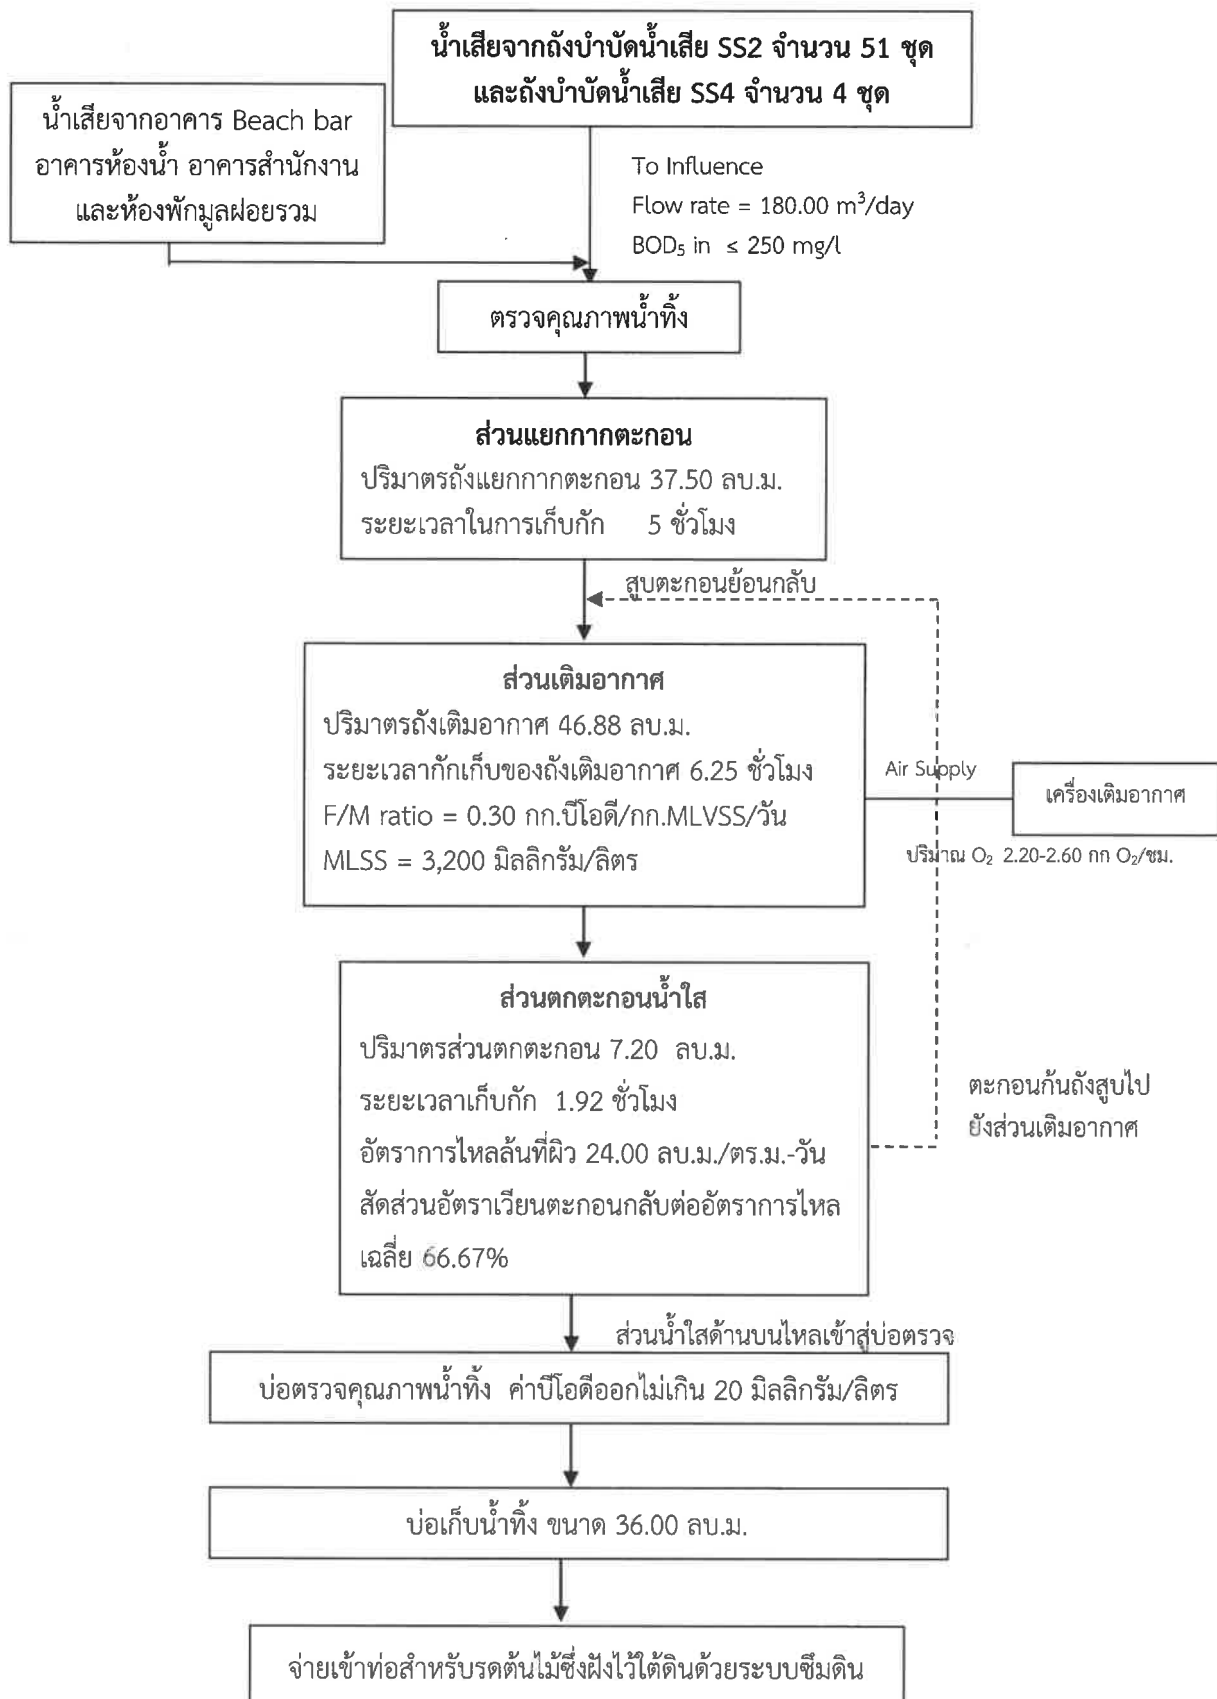 น้ำเสียจากถังบำบัดน้ำเสีย SS2 จำนวน 51 ชุด
และถังบำบัดน้ำเสีย SS4 จำนวน 4 ชุด
น้ำเสียจากอาคาร Beach bar
อาคารห้องน้ำ อาคารสำนักงาน
และห้องพักมูลฝอยรวม
To Influence
Flow rate = 180.00 m³/day
BOD₅ in ≤ 250 mg/l
ตรวจคุณภาพน้ำทิ้ง
ส่วนแยกกากตะกอน
ปริมาตรถังแยกกากตะกอน 37.50 ลบ.ม.
ระยะเวลาในการเก็บกัก 5 ชั่วโมง
สูบตะกอนย้อนกลับ
ส่วนเติมอากาศ
ปริมาตรถังเติมอากาศ 46.88 ลบ.ม.
ระยะเวลากักเก็บของถังเติมอากาศ 6.25 ชั่วโมง
F/M ratio = 0.30 กก.บีโอดี/กก.MLVSS/วัน
MLSS = 3,200 มิลลิกรัม/ลิตร
Air Supply
เครื่องเติมอากาศ
ปริมาณ O₂ 2.20-2.60 กก O₂/ชม.
ส่วนตกตะกอนน้ำใส
ปริมาตรส่วนตกตะกอน 7.20 ลบ.ม.
ระยะเวลาเก็บกัก 1.92 ชั่วโมง
อัตราการไหลล้นที่ผิว 24.00 ลบ.ม./ตร.ม.-วัน
สัดส่วนอัตราเวียนตะกอนกลับต่ออัตราการไหล
เฉลี่ย 66.67%
ตะกอนก้นถังสูบไป
ยังส่วนเติมอากาศ
ส่วนน้ำใสด้านบนไหลเข้าสู่บ่อตรวจ
บ่อตรวจคุณภาพน้ำทิ้ง ค่าบีโอดีออกไม่เกิน 20 มิลลิกรัม/ลิตร
บ่อเก็บน้ำทิ้ง ขนาด 36.00 ลบ.ม.
จ่ายเข้าท่อสำหรับรดต้นไม้ซึ่งฝังไว้ใต้ดินด้วยระบบซึมดิน